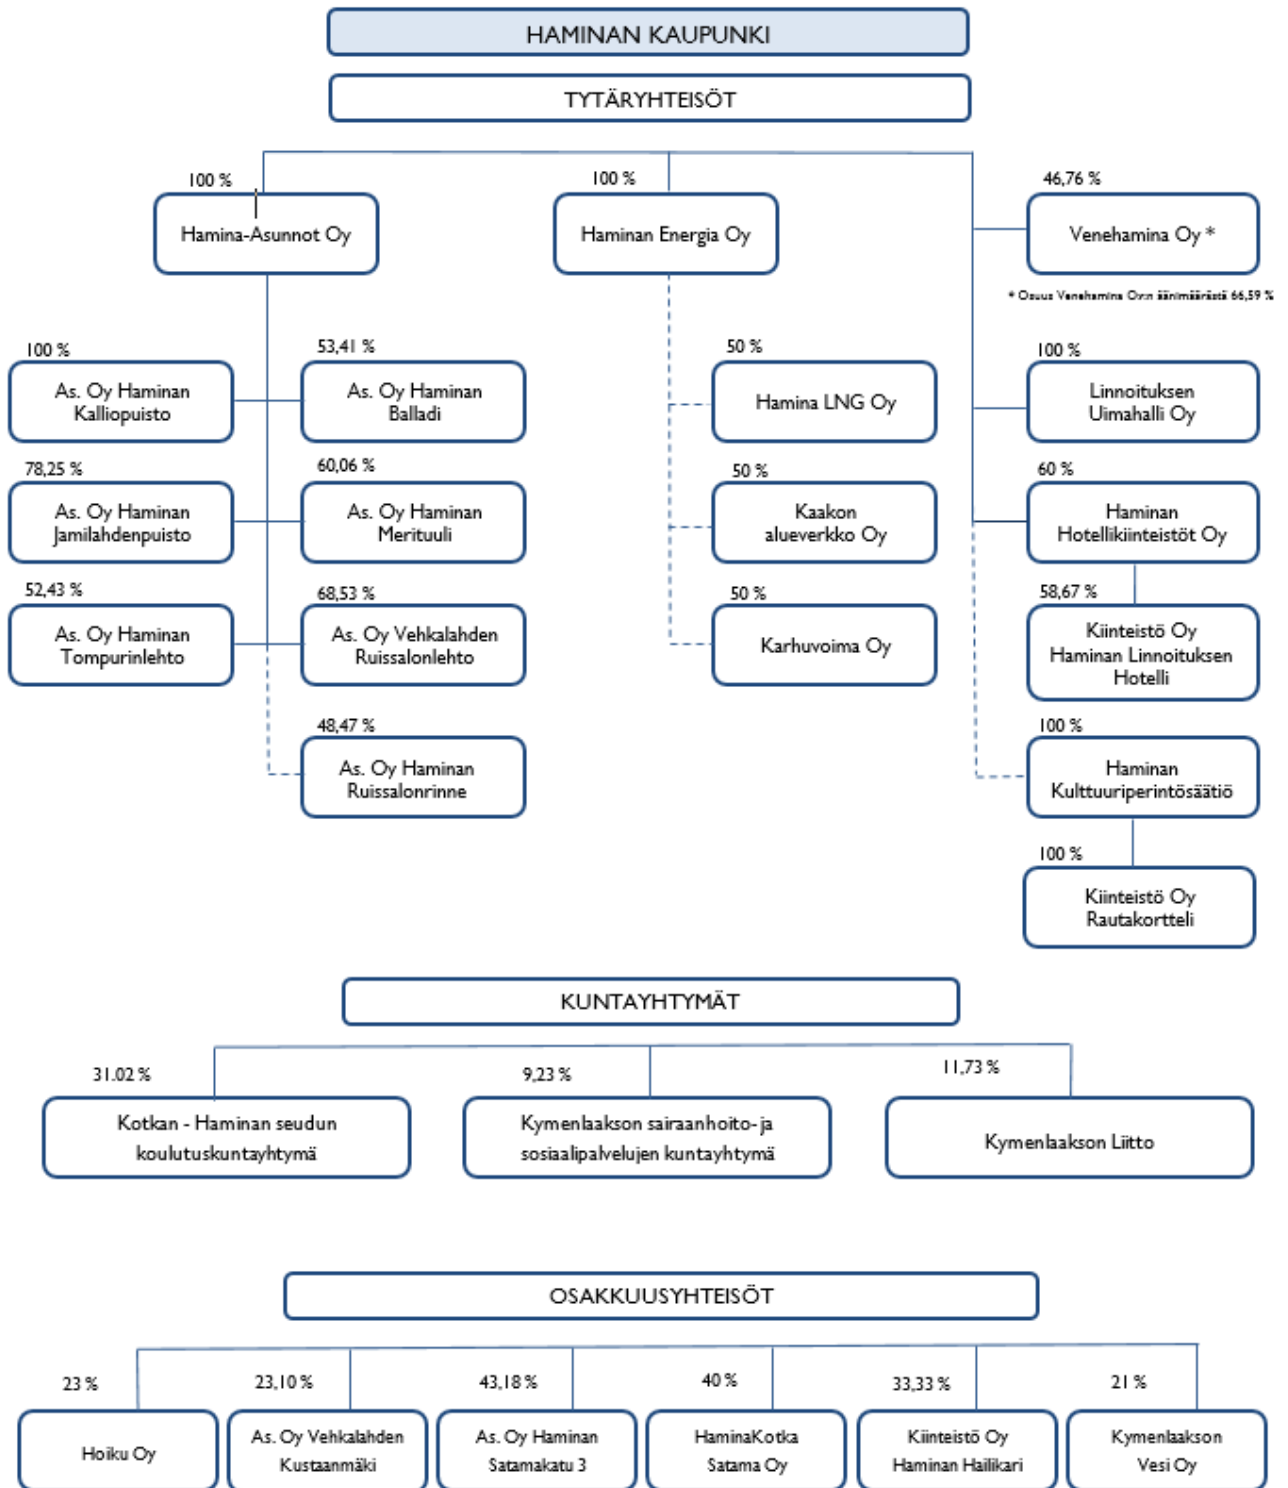 HAMINAN KAUPUNKI
TYTÄRYHTEISÖT
100 %
Hamina-Asunnot Oy
100 %
Haminan Energia Oy
46,76 %
Venehamina Oy *
* Osuus Venehamina Oy:n äänimäärästä 66,59 %
100 %
As. Oy Haminan
Kalliopuisto
53,41 %
As. Oy Haminan
Balladi
50 %
Hamina LNG Oy
100 %
Linnoituksen
Uimahalli Oy
78,25 %
As. Oy Haminan
Jamilahdenpuisto
60,06 %
As. Oy Haminan
Merituuli
50 %
Kaakon
alueverkko Oy
60 %
Haminan
Hotellikiinteistöt Oy
52,43 %
As. Oy Haminan
Tompurinlehto
68,53 %
As. Oy Vehkalahden
Ruissalonlehto
50 %
Karhuvoima Oy
58,67 %
Kiinteistö Oy
Haminan Linnoituksen
Hotelli
48,47 %
As. Oy Haminan
Ruissalonrinne
100 %
Haminan
Kulttuuriperintösäätiö
100 %
Kiinteistö Oy
Rautakortteli
KUNTAYHTYMÄT
31.02 %
Kotkan - Haminan seudun
koulutuskuntayhtymä
9,23 %
Kymenlaakson sairaanhoito- ja
sosiaalipalvelujen kuntayhtymä
11,73 %
Kymenlaakson Liitto
OSAKKUUSYHTEISÖT
23 %
Hoiku Oy
23,10 %
As. Oy Vehkalahden
Kustaanmäki
43,18 %
As. Oy Haminan
Satamakatu 3
40 %
HaminaKotka
Satama Oy
33,33 %
Kiinteistö Oy
Haminan Hailikari
21 %
Kymenlaakson
Vesi Oy